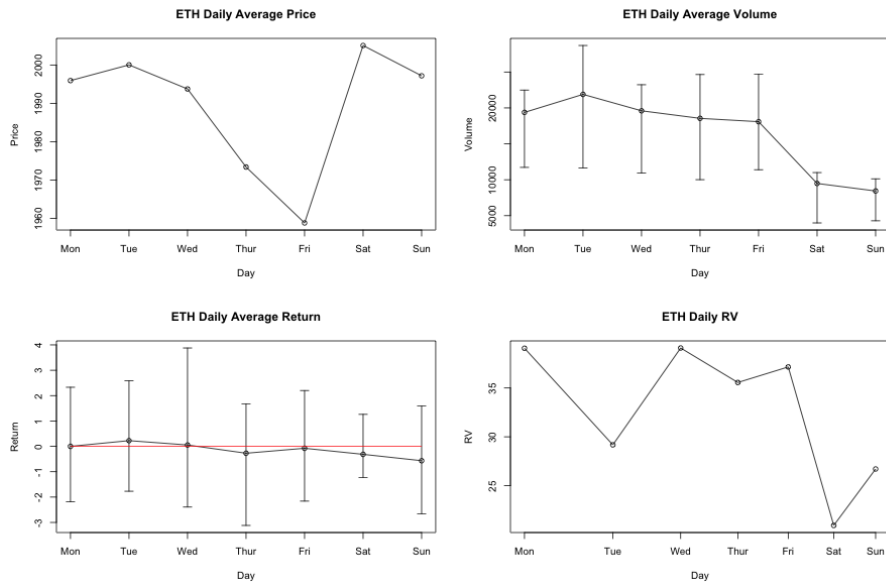 ETH Daily Average Price
Price
2000
1990
1980
1970
1960
Mon Tue Wed Thur Fri Sat Sun
Day
ETH Daily Average Volume
Volume
20000
10000
5000
Mon Tue Wed Thur Fri Sat Sun
Day
ETH Daily Average Return
Return
4
3
2
1
0
-1
-2
-3
Mon Tue Wed Thur Fri Sat Sun
Day
ETH Daily RV
RV
35
30
25
Mon Tue Wed Thur Fri Sat Sun
Day